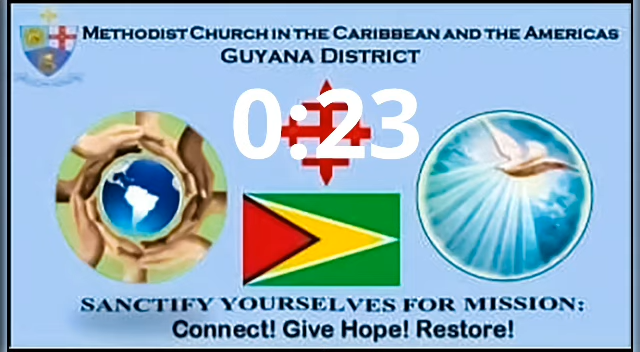 METHODIST CHURCH IN THE CARIBBEAN AND THE AMERICAS
GUYANA DISTRICT
0:23
SANCTIFY YOURSELVES FOR MISSION:
Connect! Give Hope! Restore!